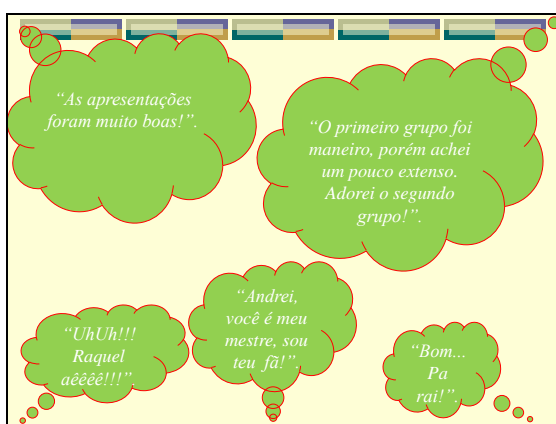 “As apresentações
foram muito boas!”.
“O primeiro grupo foi
maneiro, porém achei
um pouco extenso.
Adorei o segundo
grupo!”.
“UhUh!!!
Raquel
aêêêê!!!”.
“Andrei,
você é meu
mestre, sou
teu fã!”.
“Bom...
Pa
rai!”.